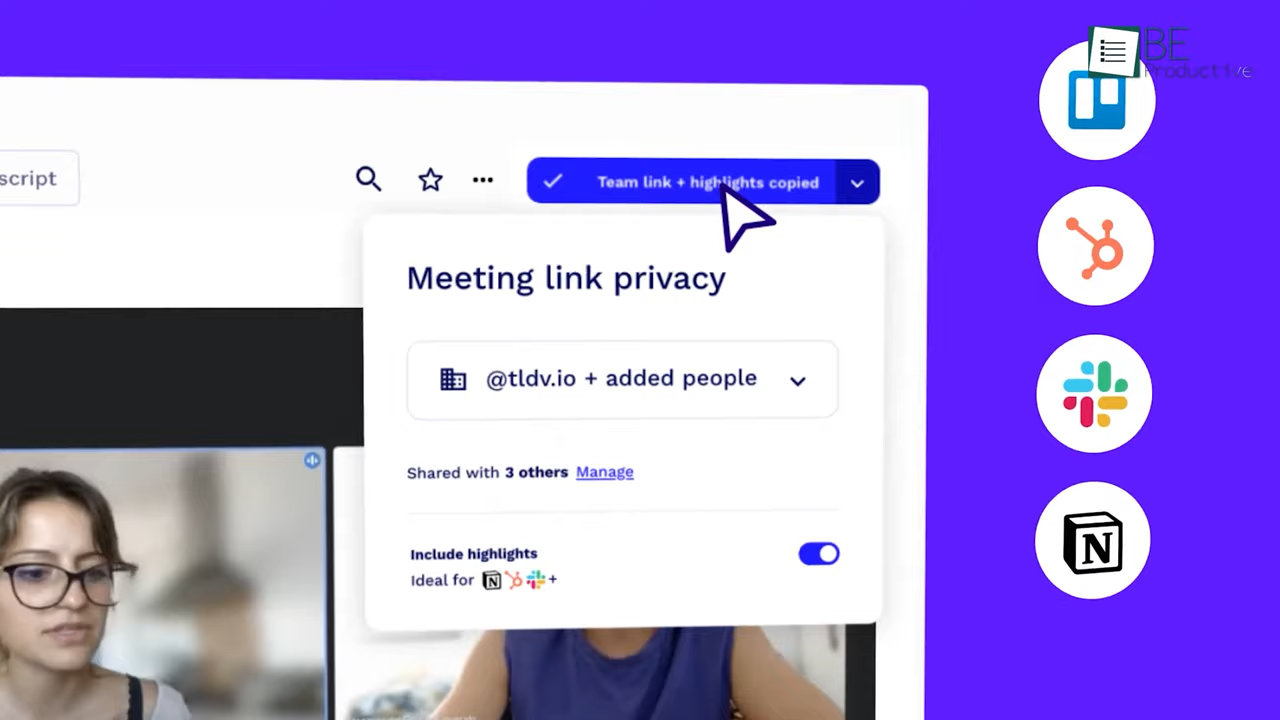 BE
Productive
script
Team link + highlights copied
Meeting link privacy
@tldv.io + added people
Shared with 3 others Manage
Include highlights
Ideal for N +
N